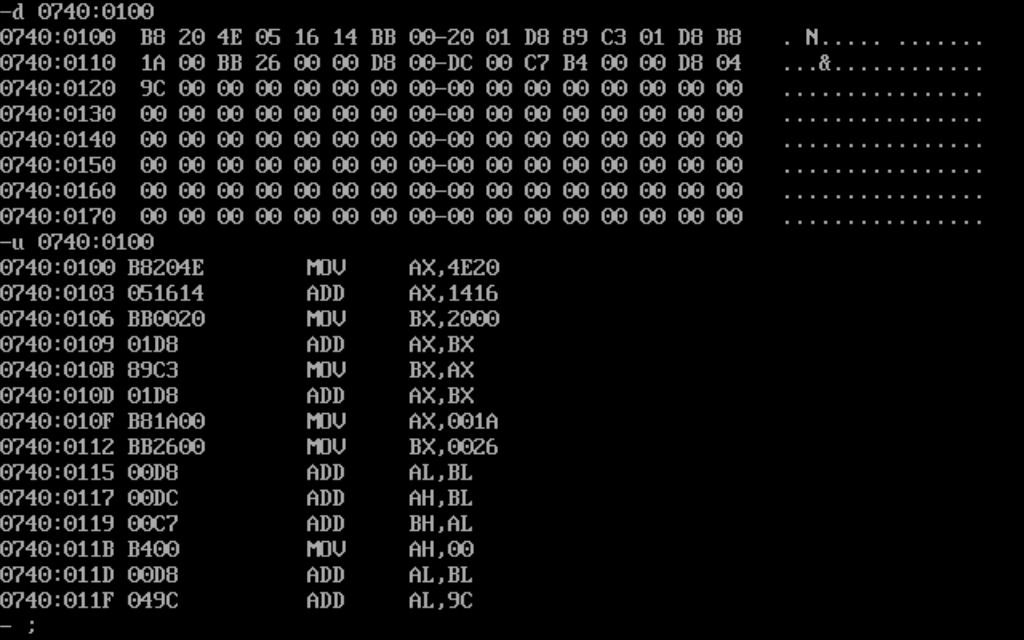 -d 0740:0100
0740:0100  B8 20 4E 05 16 14 BB 00-20 01 D8 89 C3 01 D8 B8   . N..... .......
0740:0110  1A 00 BB 26 00 00 D8 00-DC 00 C7 B4 00 00 D8 04   ...&............
0740:0120  9C 00 00 00 00 00 00 00-00 00 00 00 00 00 00 00   ................
0740:0130  00 00 00 00 00 00 00 00-00 00 00 00 00 00 00 00   ................
0740:0140  00 00 00 00 00 00 00 00-00 00 00 00 00 00 00 00   ................
0740:0150  00 00 00 00 00 00 00 00-00 00 00 00 00 00 00 00   ................
0740:0160  00 00 00 00 00 00 00 00-00 00 00 00 00 00 00 00   ................
0740:0170  00 00 00 00 00 00 00 00-00 00 00 00 00 00 00 00   ................
-u 0740:0100
0740:0100 B8204E        MOV     AX,4E20
0740:0103 051614        ADD     AX,1416
0740:0106 BB0020        MOV     BX,2000
0740:0109 01D8          ADD     AX,BX
0740:010B 89C3          MOV     BX,AX
0740:010D 01D8          ADD     AX,BX
0740:010F B81A00        MOV     AX,001A
0740:0112 BB2600        MOV     BX,0026
0740:0115 00D8          ADD     AL,BL
0740:0117 00DC          ADD     AH,BL
0740:0119 00C7          ADD     BH,AL
0740:011B B400          MOV     AH,00
0740:011D 00D8          ADD     AL,BL
0740:011F 049C          ADD     AL,9C
- ;